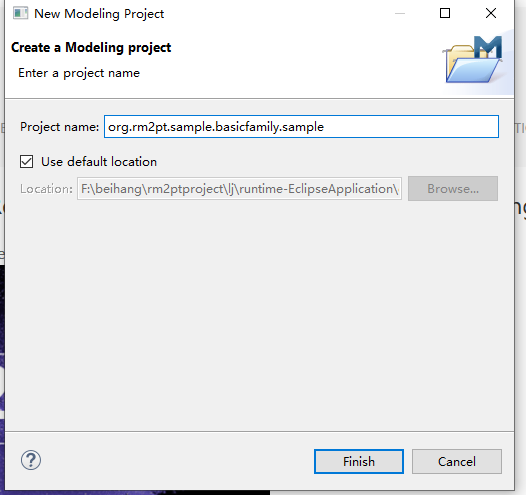 New Modeling Project
Create a Modeling project
Enter a project name
Project name: org.rm2pt.sample.basicfamily.sample
Use default location
Location: F:\beihang\rm2ptproject\lj\runtime-EclipseApplication\
Browse...
Finish
Cancel